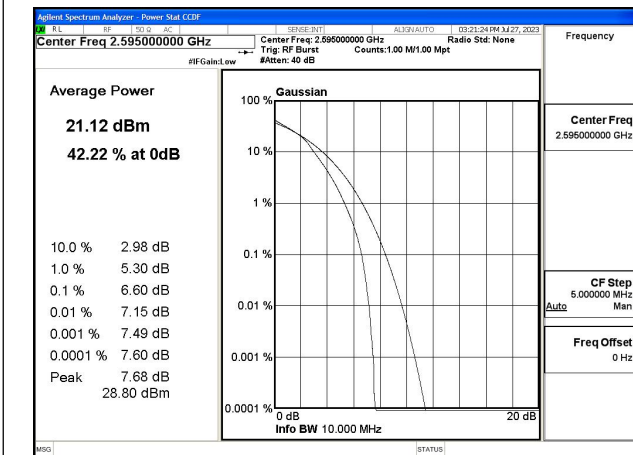 Agilent Spectrum Analyzer - Power Stat CCDF
RL RF 50 Ω AC SENSE:INT ALIGN AUTO 03:21:24 PM Jul 27, 2023
Center Freq 2.595000000 GHz
Center Freq: 2.595000000 GHz Radio Std: None
Trig: RF Burst Counts:1.00 M/1.00 Mpt
#IFGain:Low #Atten: 40 dB
Frequency
Average Power
21.12 dBm
42.22 % at 0dB
10.0 % 2.98 dB
1.0 % 5.30 dB
0.1 % 6.60 dB
0.01 % 7.15 dB
0.001 % 7.49 dB
0.0001 % 7.60 dB
Peak 7.68 dB
28.80 dBm
Gaussian
100 %
10 %
1 %
0.1 %
0.01 %
0.001 %
0.0001 %
0 dB 20 dB
Info BW 10.000 MHz
Center Freq
2.595000000 GHz
CF Step
5.000000 MHz
Auto Man
Freq Offset
0 Hz
MSG STATUS